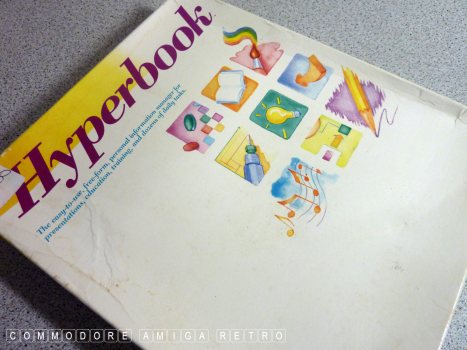 Hyperbook
The easy-to-use, free-form, personal information manager for
presentations, education, training, and dozens of daily tasks.
COMMODORE AMIGA RETRO